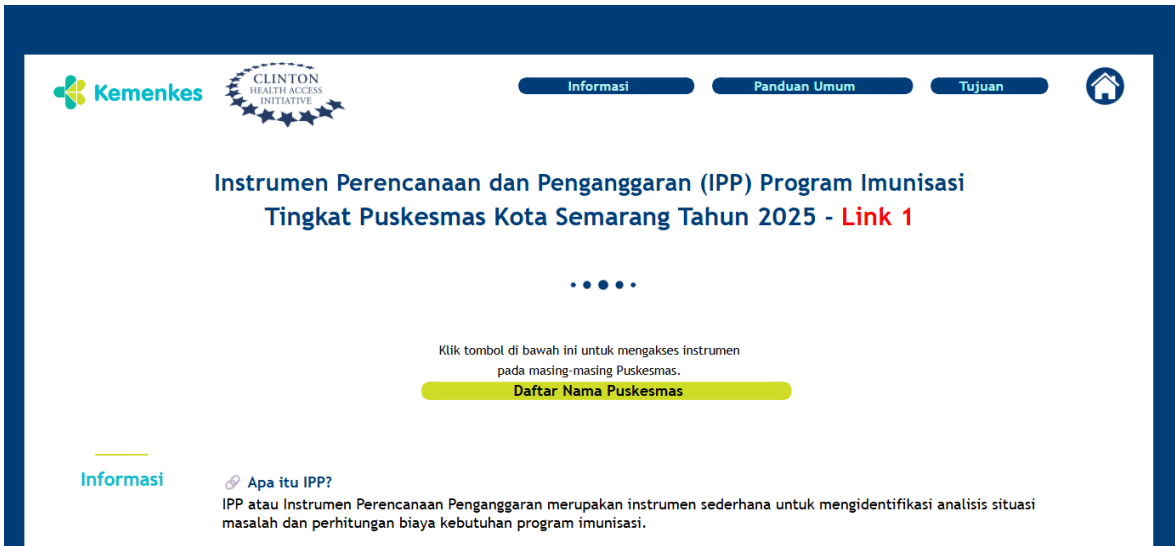 Kemenkes
CLINTON
HEALTH ACCESS
INITIATIVE
Informasi
Panduan Umum
Tujuan
Instrumen Perencanaan dan Penganggaran (IPP) Program Imunisasi
Tingkat Puskesmas Kota Semarang Tahun 2025 - Link 1
Klik tombol di bawah ini untuk mengakses instrumen
pada masing-masing Puskesmas.
Daftar Nama Puskesmas
Informasi
Apa itu IPP?
IPP atau Instrumen Perencanaan Penganggaran merupakan instrumen sederhana untuk mengidentifikasi analisis situasi
masalah dan perhitungan biaya kebutuhan program imunisasi.